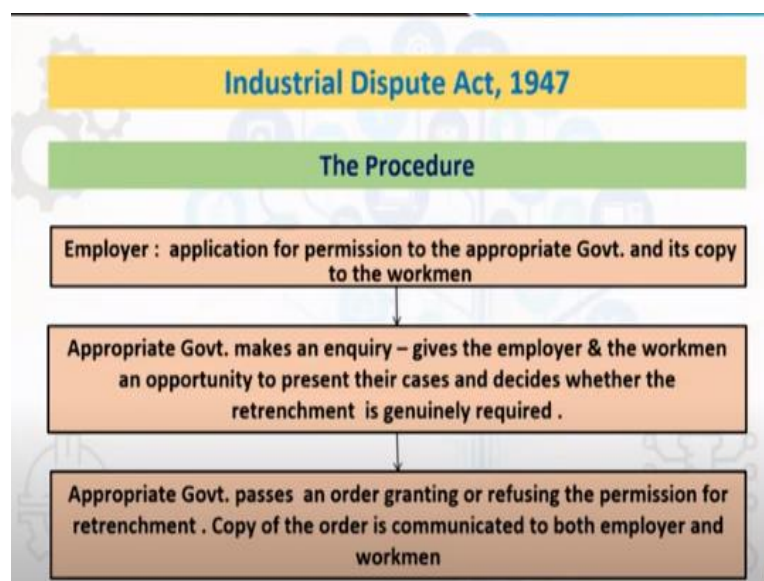 Industrial Dispute Act, 1947
The Procedure
Employer : application for permission to the appropriate Govt. and its copy
to the workmen
Appropriate Govt. makes an enquiry – gives the employer & the workmen
an opportunity to present their cases and decides whether the
retrenchment is genuinely required .
Appropriate Govt. passes an order granting or refusing the permission for
retrenchment . Copy of the order is communicated to both employer and
workmen